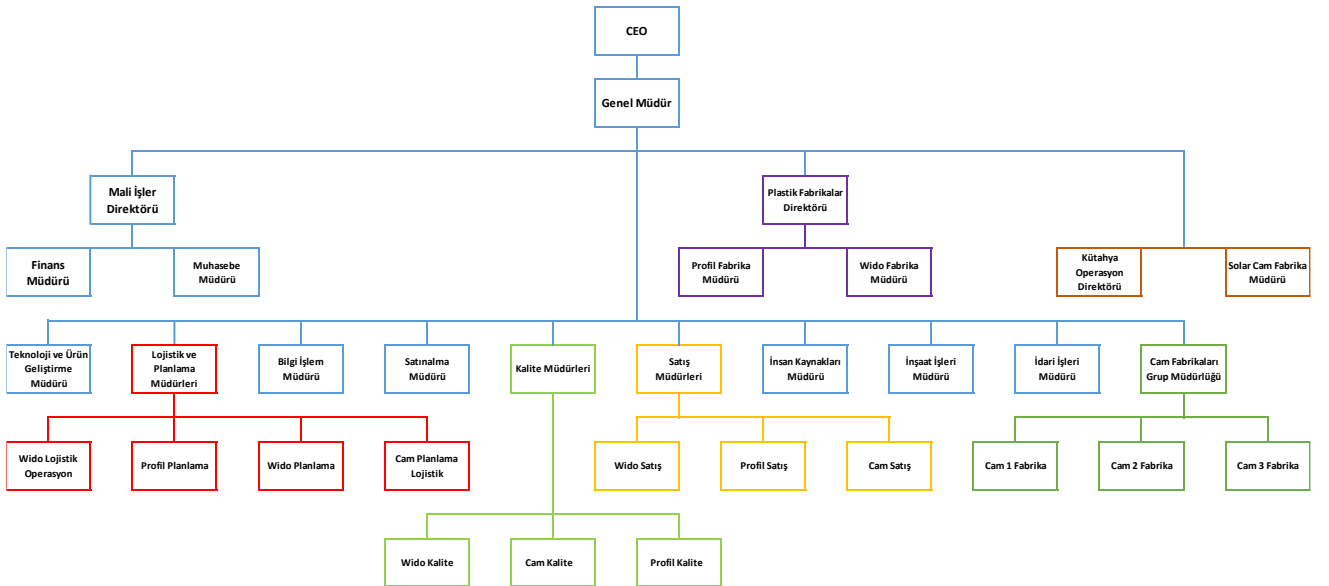 CEO
Genel Müdür
Mali İşler
Direktörü
Plastik Fabrikalar
Direktörü
Finans
Müdürü
Muhasebe
Müdürü
Profil Fabrika
Müdürü
Wido Fabrika
Müdürü
Kütahya
Operasyon
Direktörü
Solar Cam Fabrika
Müdürü
Teknoloji ve Ürün
Geliştirme
Müdürü
Lojistik ve
Planlama
Müdürleri
Bilgi İşlem
Müdürü
Satınalma
Müdürü
Kalite Müdürleri
Satış
Müdürleri
İnsan Kaynakları
Müdürü
İnşaat İşleri
Müdürü
İdari İşleri
Müdürü
Cam Fabrikaları
Grup Müdürlüğü
Wido Lojistik
Operasyon
Profil Planlama
Wido Planlama
Cam Planlama
Lojistik
Wido Satış
Profil Satış
Cam Satış
Cam 1 Fabrika
Cam 2 Fabrika
Cam 3 Fabrika
Wido Kalite
Cam Kalite
Profil Kalite